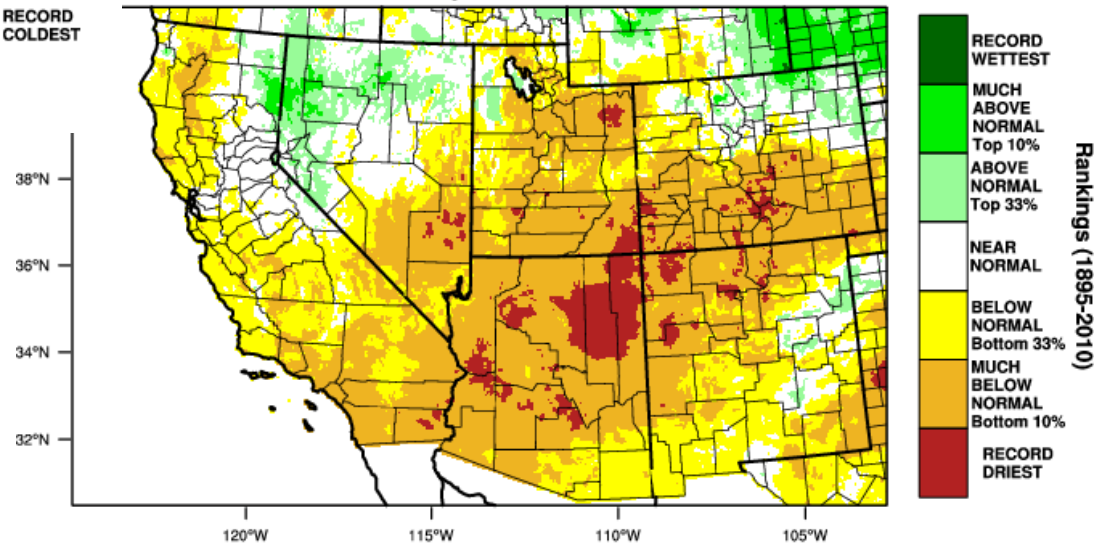 RECORD
COLDEST
38°N
36°N
34°N
32°N
120°W
115°W
110°W
105°W
RECORD
WETTEST
MUCH
ABOVE
NORMAL
Top 10%
ABOVE
NORMAL
Top 33%
NEAR
NORMAL
BELOW
NORMAL
Bottom 33%
MUCH
BELOW
NORMAL
Bottom 10%
RECORD
DRIEST
Rankings (1895-2010)